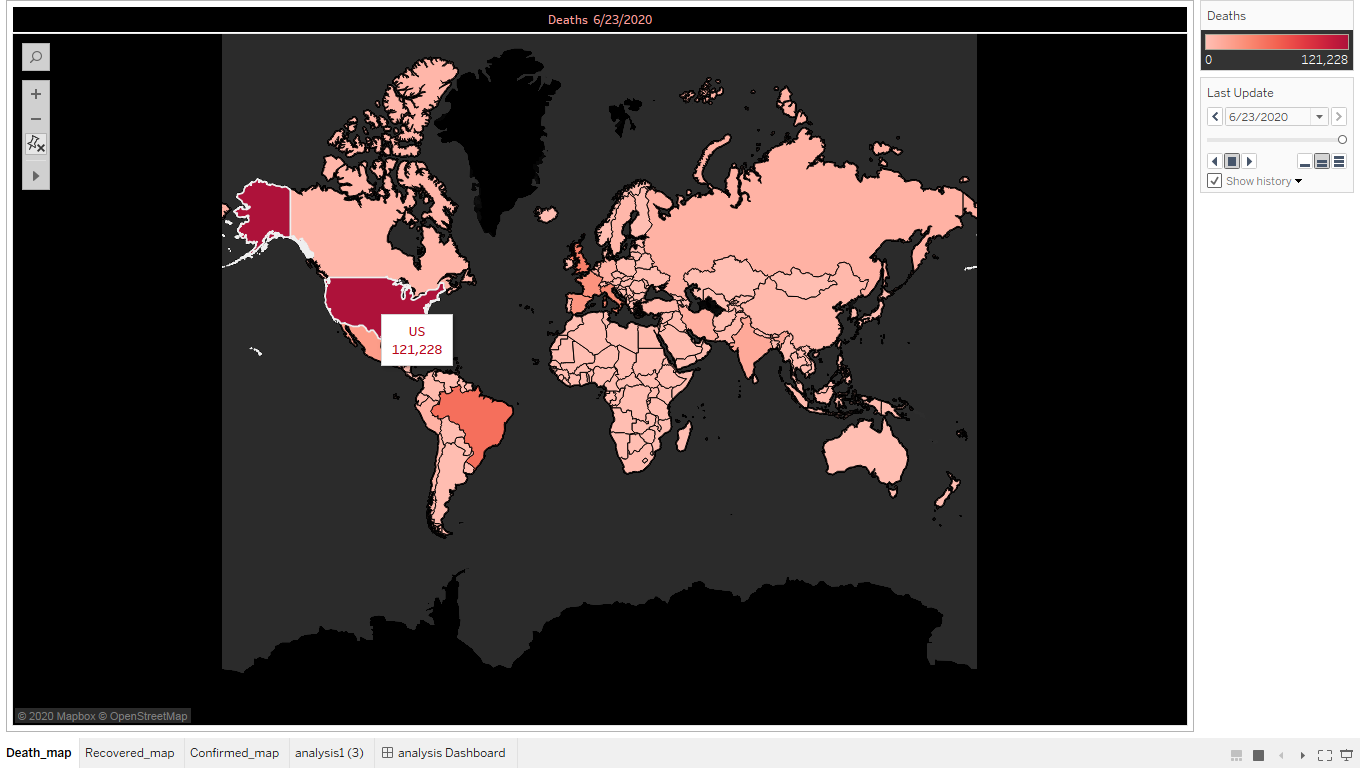 Deaths 6/23/2020
US
121,228
© 2020 Mapbox © OpenStreetMap
Deaths
0 121,228
Last Update
6/23/2020
Show history
Death_map Recovered_map Confirmed_map analysis1 (3) analysis Dashboard